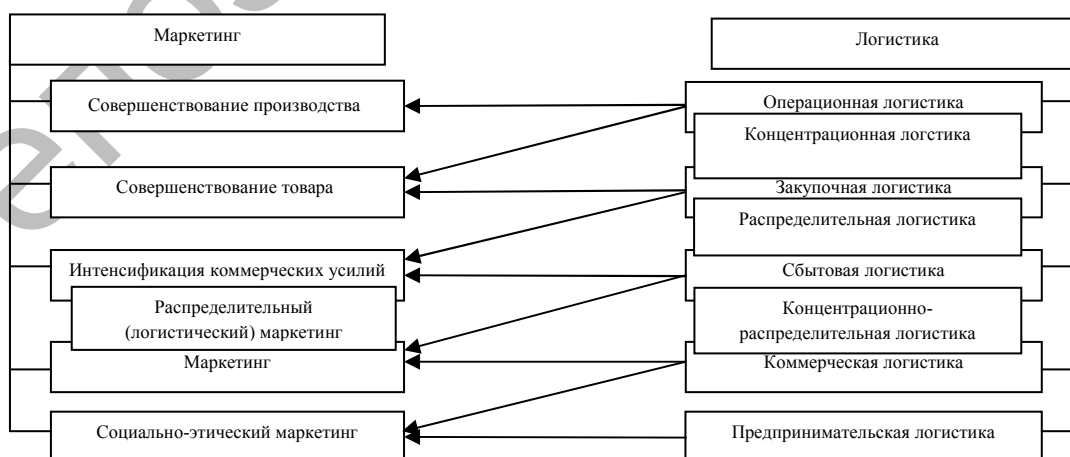 Маркетинг
Логистика
Совершенствование производства
Операционная логистика
Концентрационная логстика
Совершенствование товара
Закупочная логистика
Распределительная логистика
Интенсификация коммерческих усилий
Сбытовая логистика
Распределительный
(логистический) маркетинг
Концентрационно-
распределительная логистика
Маркетинг
Коммерческая логистика
Социально-этический маркетинг
Предпринимательская логистика